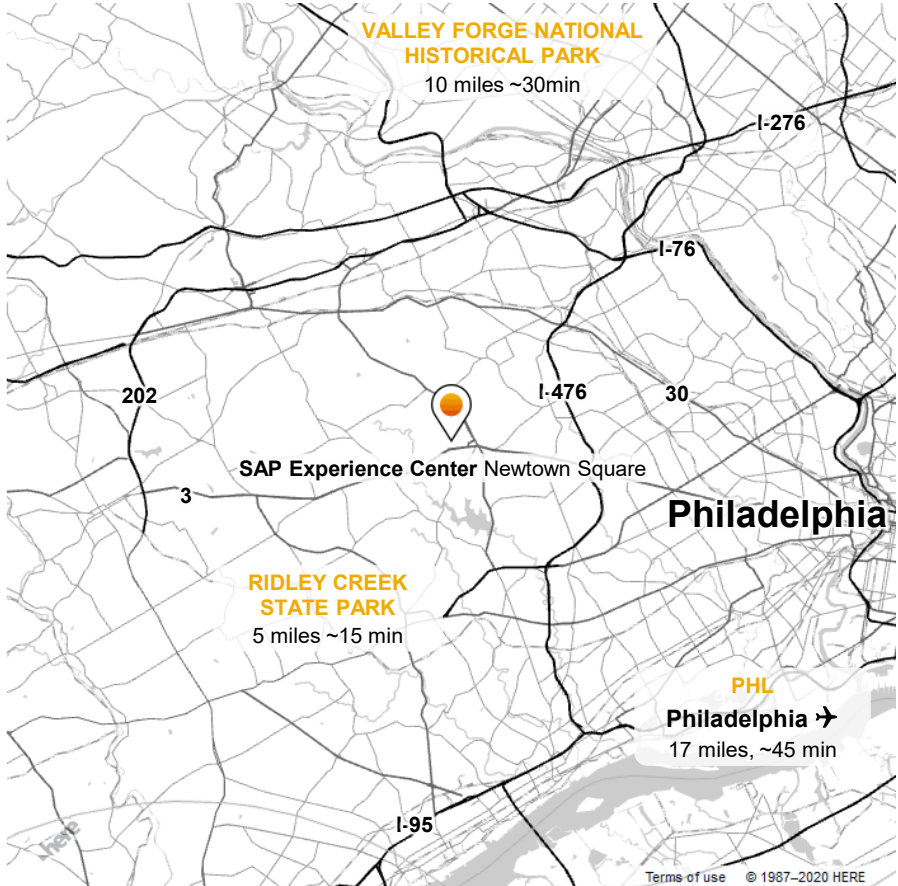 VALLEY FORGE NATIONAL
HISTORICAL PARK
10 miles ~30min
I-276
I-76
202
I-476
30
SAP Experience Center Newtown Square
3
Philadelphia
RIDLEY CREEK
STATE PARK
5 miles ~15 min
PHL
Philadelphia
17 miles, ~45 min
I-95
here
Terms of use © 1987–2020 HERE